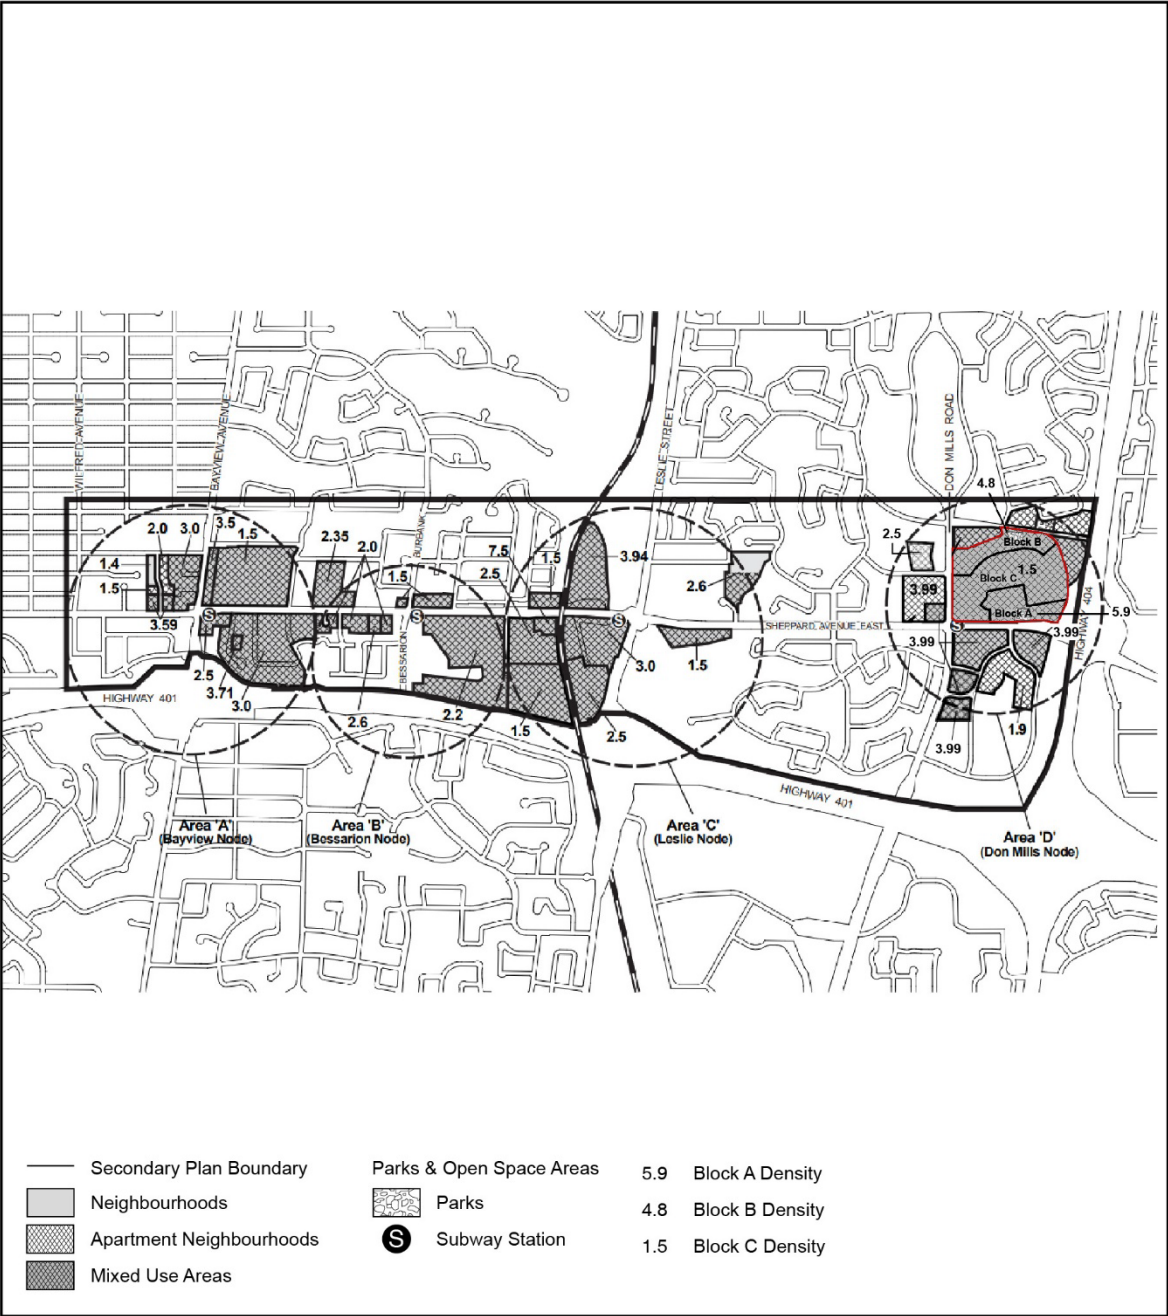 WILFRED AVENUE
BAYVIEW AVENUE
LESLIE STREET
DON MILLS ROAD
BURBANK
4.8
2.0
3.0
3.5
1.5
2.35
2.0
7.5
1.5
3.94
2.5
Block B
1.4
1.5
1.5
2.5
2.6
3.99
1.5
Block C
Block A
5.9
3.59
SHEPPARD AVENUE EAST
S
S
S
S
HIGHWAY 404
BESSARION
3.99
3.99
2.5
3.71
3.0
3.0
1.5
HIGHWAY 401
2.6
2.2
1.5
2.5
3.99
1.9
HIGHWAY 401
Area 'A'
(Bayview Node)
Area 'B'
(Bessarion Node)
Area 'C'
(Leslie Node)
Area 'D'
(Don Mills Node)
Secondary Plan Boundary
Neighbourhoods
Apartment Neighbourhoods
Mixed Use Areas
Parks & Open Space Areas
Parks
S Subway Station
5.9 Block A Density
4.8 Block B Density
1.5 Block C Density